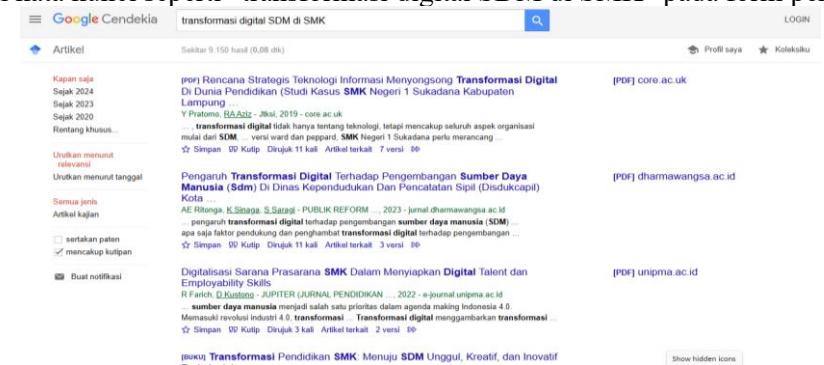 kata kunci seperti "transformasi digital SDM di SMK" pada
Google Cendekia
transformasi digital SDM di SMK
LOGIN
Artikel
Sekitar 9.150 hasil (0,08 dtk)
Profil saya
Koleksiku
Kapan saja
Sejak 2024
Sejak 2023
Sejak 2020
Rentang khusus...
Urutkan menurut
relevansi
Urutkan menurut tanggal
Semua jenis
Artikel kajian
sertakan paten
mencakup kutipan
Buat notifikasi
[PDF] Rencana Strategis Teknologi Informasi Menyongsong Transformasi Digital
Di Dunia Pendidikan (Studi Kasus SMK Negeri 1 Sukadana Kabupaten
Lampung ...
Y Pratomo, RA Aziz - Jtksi, 2019 - core.ac.uk
... , transformasi digital tidak hanya tentang teknologi, tetapi mencakup seluruh aspek organisasi
mulai dari SDM, ... versi ward dan peppard, SMK Negeri 1 Sukadana perlu merancang ...
Simpan Kutip Dirujuk 11 kali Artikel terkait 7 versi
[PDF] core.ac.uk
Pengaruh Transformasi Digital Terhadap Pengembangan Sumber Daya
Manusia (Sdm) Di Dinas Kependudukan Dan Pencatatan Sipil (Disdukcapil)
Kota ...
AE Ritonga, K Sinaga, S Saragi - PUBLIK REFORM ..., 2023 - jurnal.dharmawangsa.ac.id
... pengaruh transformasi digital terhadap pengembangan sumber daya manusia (SDM) ...
apa saja faktor pendukung dan penghambat transformasi digital terhadap pengembangan ...
Simpan Kutip Dirujuk 11 kali Artikel terkait 3 versi
[PDF] dharmawangsa.ac.id
Digitalisasi Sarana Prasarana SMK Dalam Menyiapkan Digital Talent dan
Employability Skills
R Farich, D Kustono - JUPITER (JURNAL PENDIDIKAN ..., 2022 - e-journal.unipma.ac.id
... sumber daya manusia menjadi salah satu prioritas dalam agenda making Indonesia 4.0.
Memasuki revolusi industri 4.0, transformasi ... Transformasi digital menggambarkan transformasi ...
Simpan Kutip Dirujuk 3 kali Artikel terkait 2 versi
[PDF] unipma.ac.id
[BUKU] Transformasi Pendidikan SMK: Menuju SDM Unggul, Kreatif, dan Inovatif
Show hidden icons